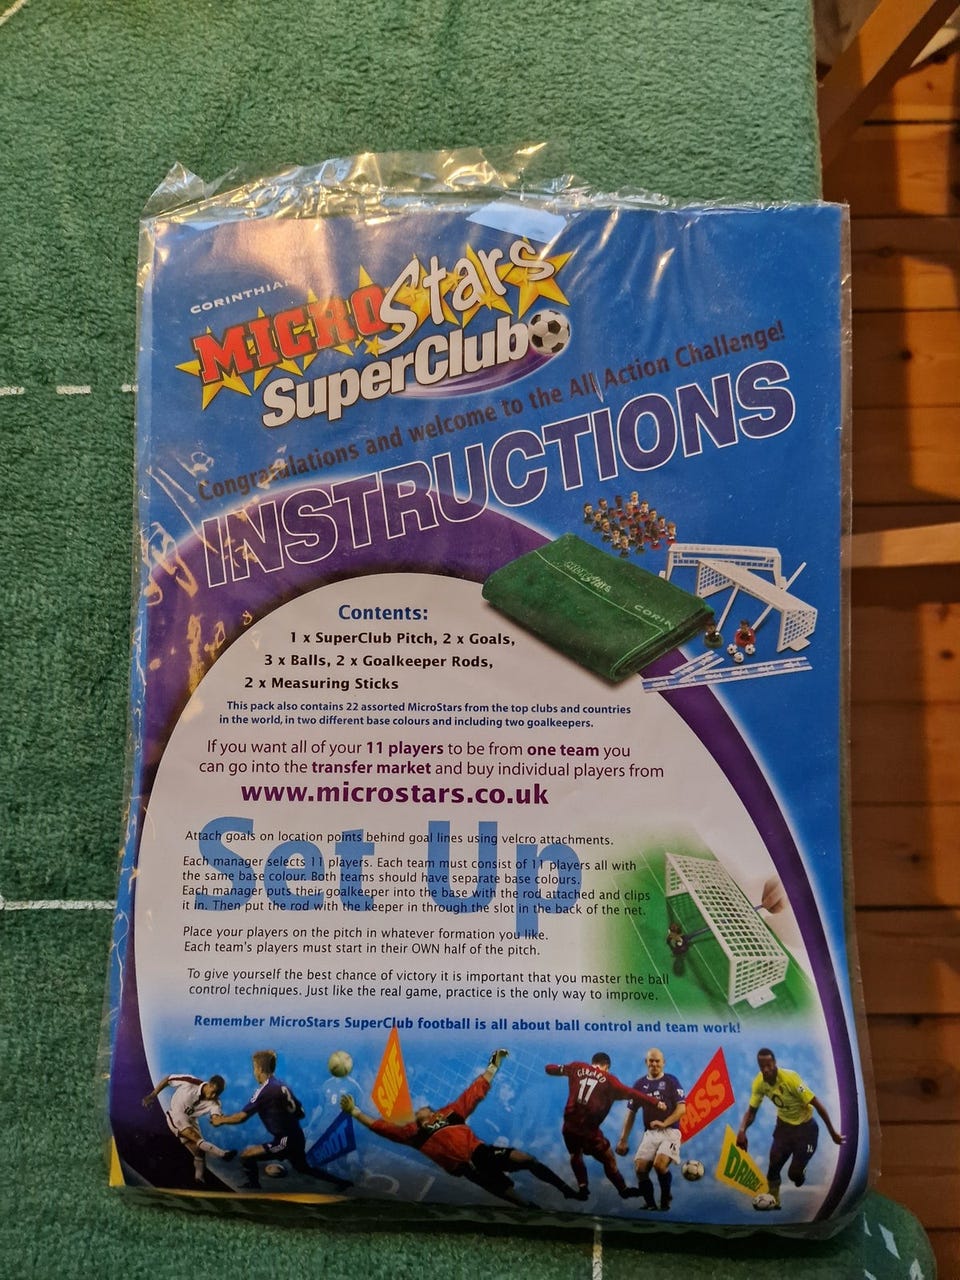 CORINTHIAN
MICROStars
SuperClub
Congratulations and welcome to the All Action Challenge!
INSTRUCTIONS
Contents:
1 x SuperClub Pitch, 2 x Goals,
3 x Balls, 2 x Goalkeeper Rods,
2 x Measuring Sticks
This pack also contains 22 assorted MicroStars from the top clubs and countries
in the world, in two different base colours and including two goalkeepers.
If you want all of your 11 players to be from one team you
can go into the transfer market and buy individual players from
www.microstars.co.uk
Set Up
Attach goals on location points behind goal lines using velcro attachments.
Each manager selects 11 players. Each team must consist of 11 players all with
the same base colour. Both teams should have separate base colours.
Each manager puts their goalkeeper into the base with the rod attached and clips
it in. Then put the rod with the keeper in through the slot in the back of the net.
Place your players on the pitch in whatever formation you like.
Each team's players must start in their OWN half of the pitch.
To give yourself the best chance of victory it is important that you master the ball
control techniques. Just like the real game, practice is the only way to improve.
Remember MicroStars SuperClub football is all about ball control and team work!
3
SHOOT
SAVE
GERRARD
17
PASS
DRIBBLE